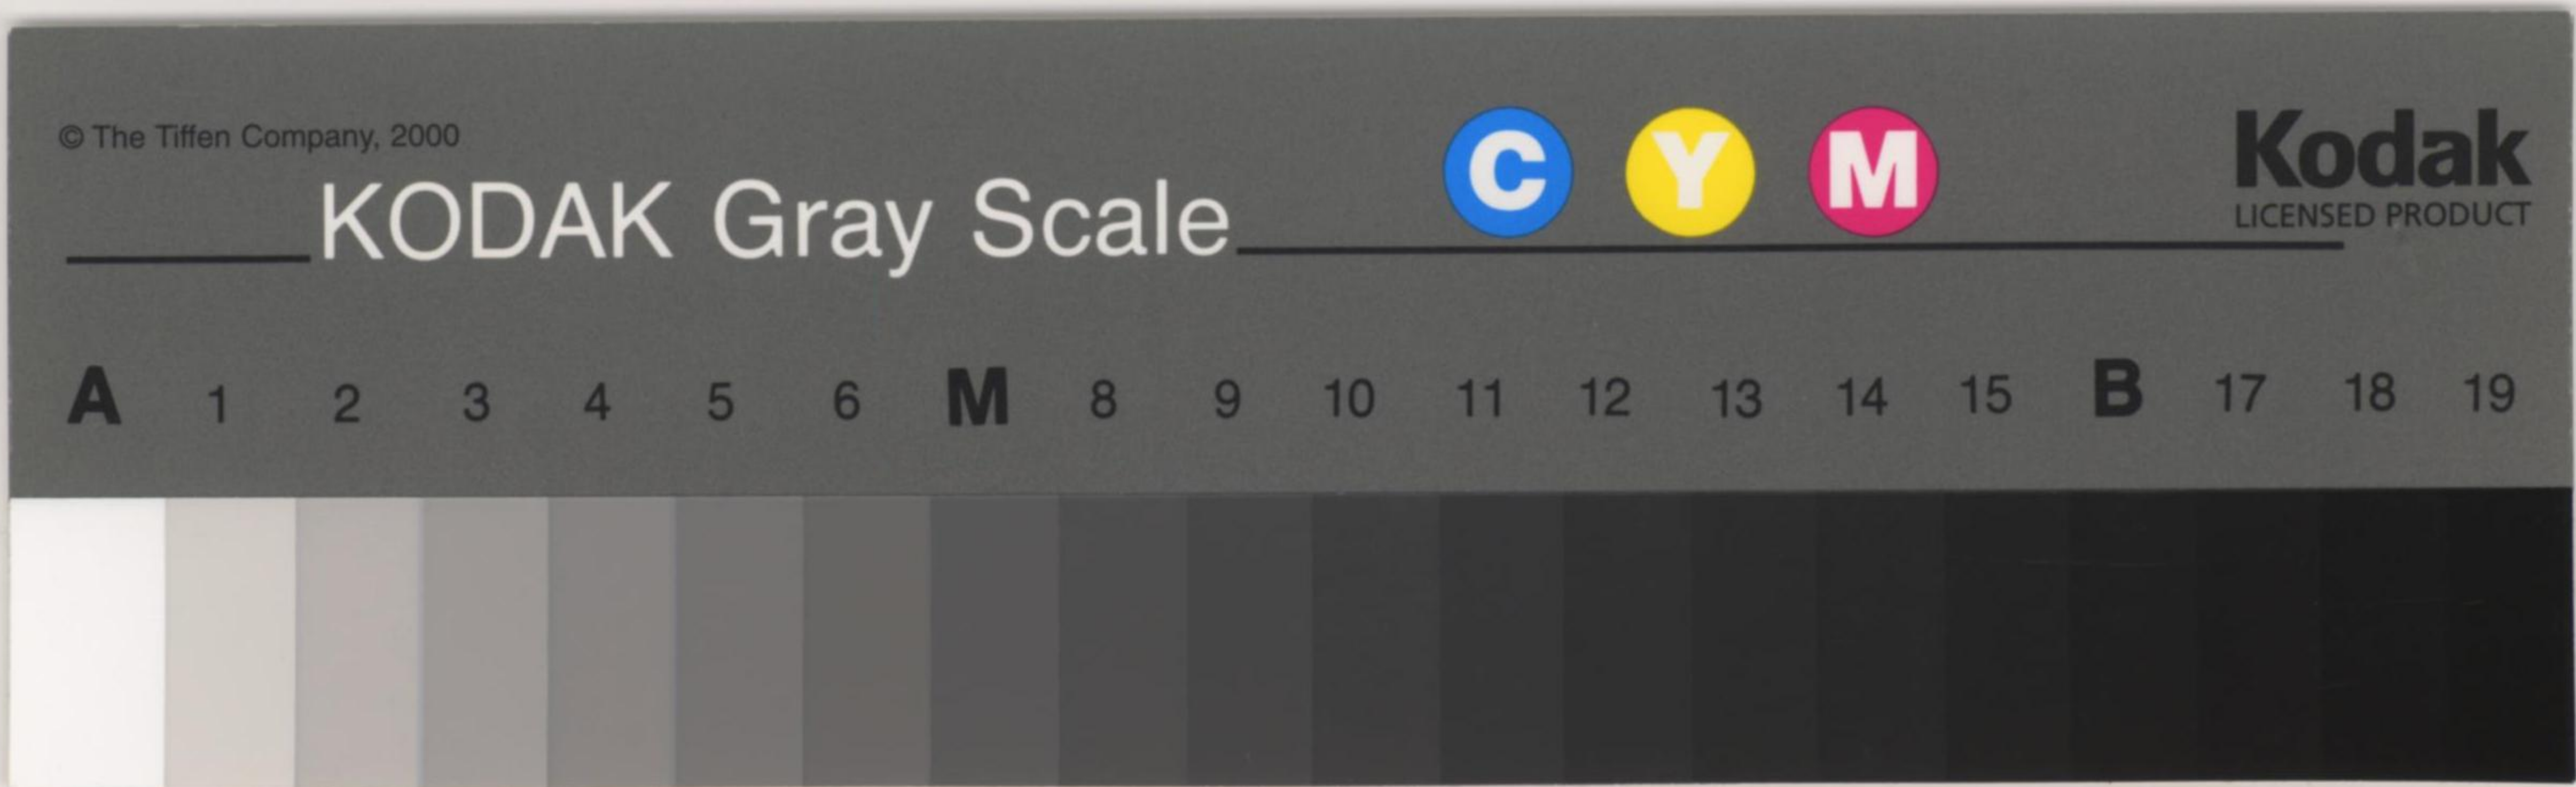 © The Tiffen Company, 2000
KODAK Gray Scale
C Y M
Kodak
LICENSED PRODUCT
A 1 2 3 4 5 6 M 8 9 10 11 12 13 14 15 B 17 18 19